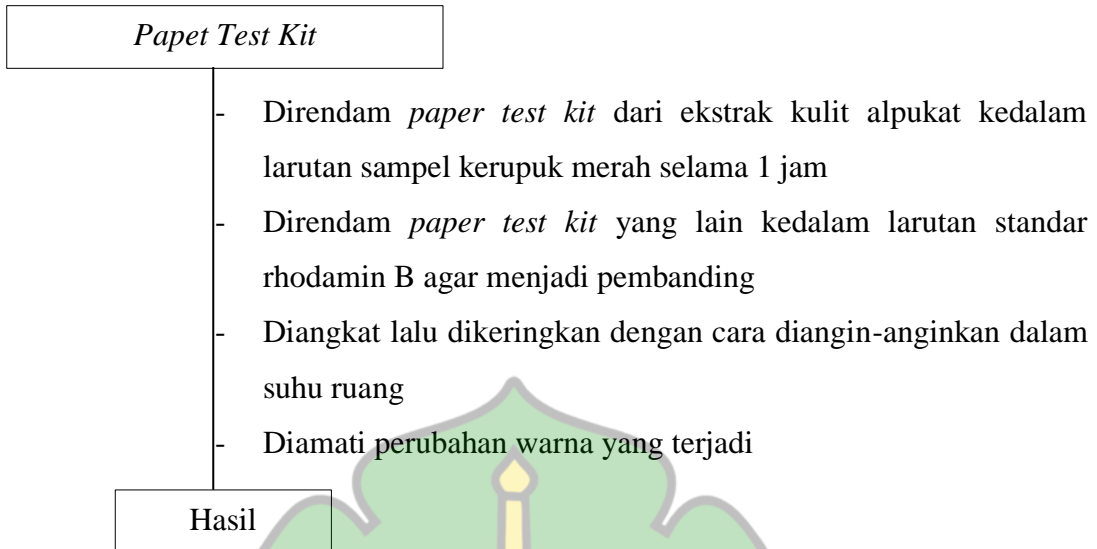 Papet Test Kit
- Direndam paper test kit dari ekstrak kulit alpukat kedalam
larutan sampel kerupuk merah selama 1 jam
- Direndam paper test kit yang lain kedalam larutan standar
rhodamin B agar menjadi pembanding
- Diangkat lalu dikeringkan dengan cara diangin-anginkan dalam
suhu ruang
- Diamati perubahan warna yang terjadi
Hasil